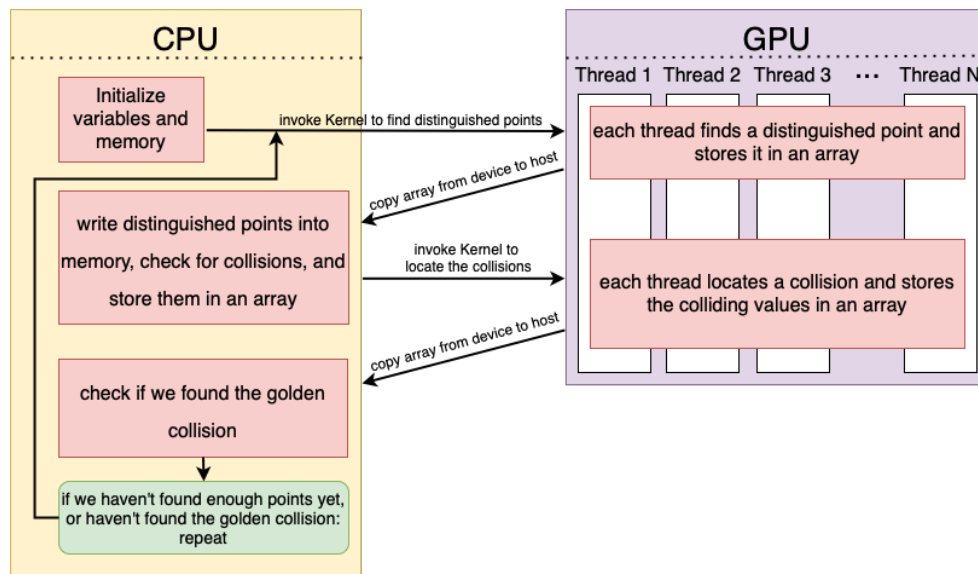 CPU
Initialize
variables and
memory
invoke Kernel to find distinguished points
GPU
Thread 1 Thread 2 Thread 3 ... Thread N
each thread finds a distinguished point and
stores it in an array
copy array from device to host
write distinguished points into
memory, check for collisions, and
store them in an array
invoke Kernel to
locate the collisions
each thread locates a collision and stores
the colliding values in an array
copy array from device to host
check if we found the golden
collision
if we haven't found enough points yet,
or haven't found the golden collision:
repeat